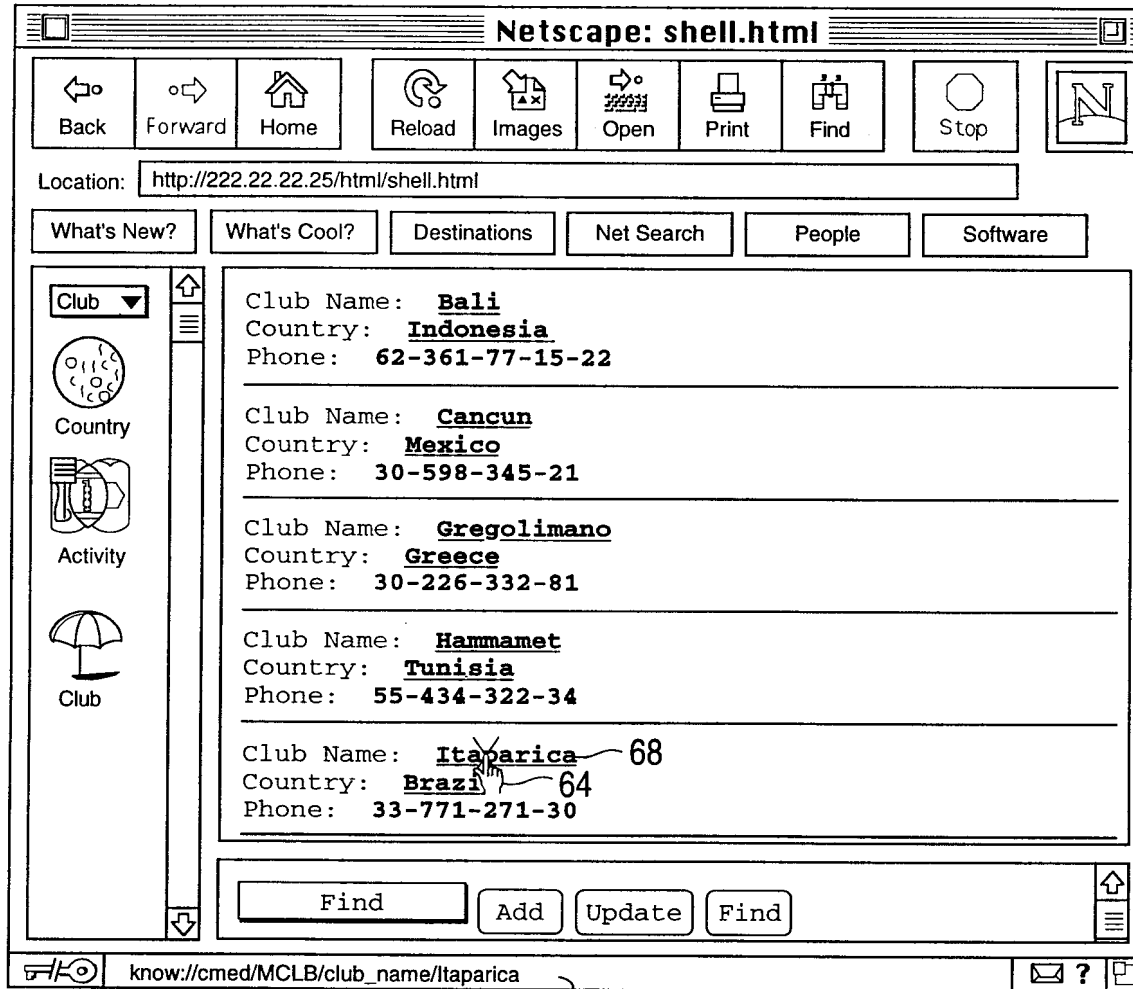 Netscape: shell.html
Back Forward Home Reload Images Open Print Find Stop N
Location: http://222.22.22.25/html/shell.html
What's New? What's Cool? Destinations Net Search People Software
Club
Country
Activity
Club
Club Name: Bali
Country: Indonesia
Phone: 62-361-77-15-22
Club Name: Cancun
Country: Mexico
Phone: 30-598-345-21
Club Name: Gregolimano
Country: Greece
Phone: 30-226-332-81
Club Name: Hammamet
Country: Tunisia
Phone: 55-434-322-34
Club Name: Itaparica 68
Country: Brazil 64
Phone: 33-771-271-30
Find Add Update Find
know://cmed/MCLB/club_name/Itaparica ?